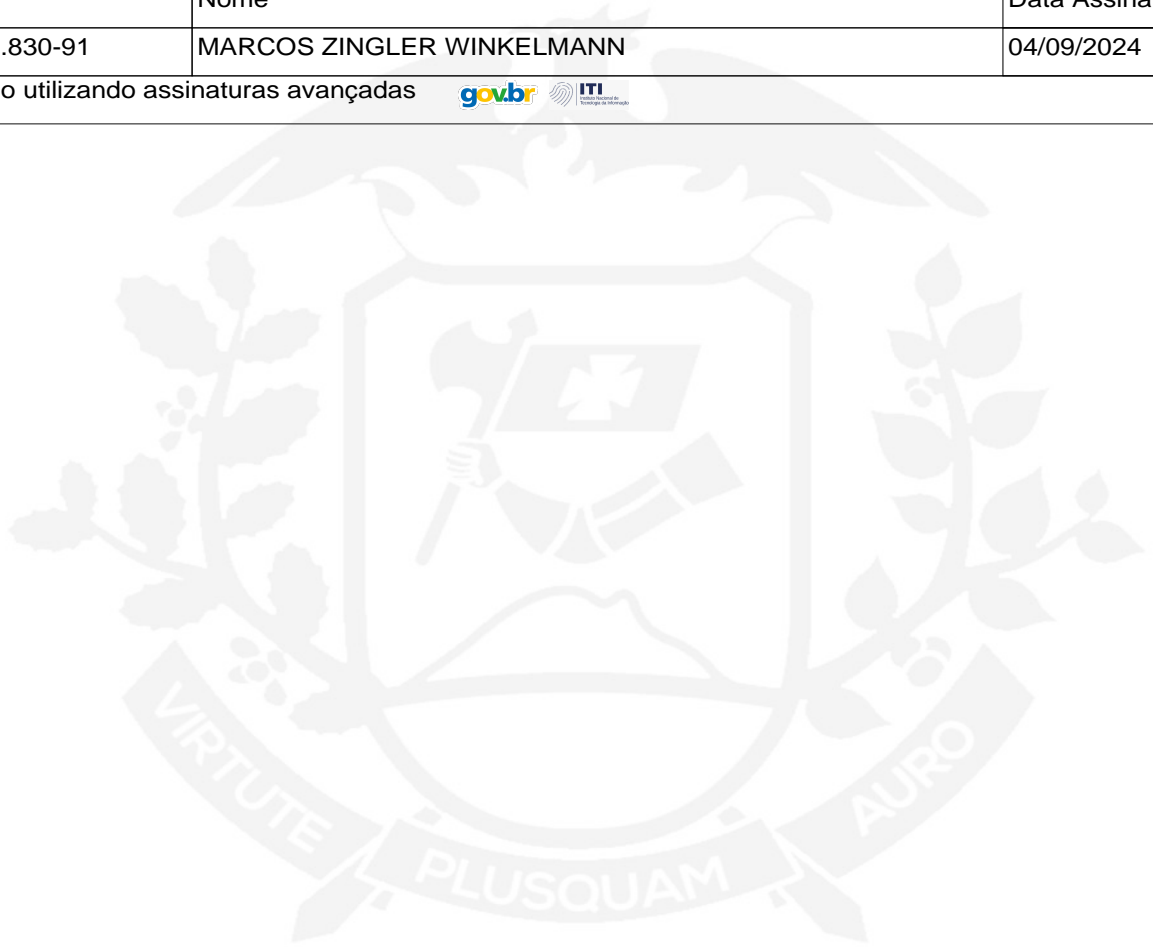 Nome Data Assina
.830-91 MARCOS ZINGLER WINKELMANN 04/09/2024
o utilizando assinaturas avançadas gov.br ITI
VIRTUTE PLUSQUAM AURO